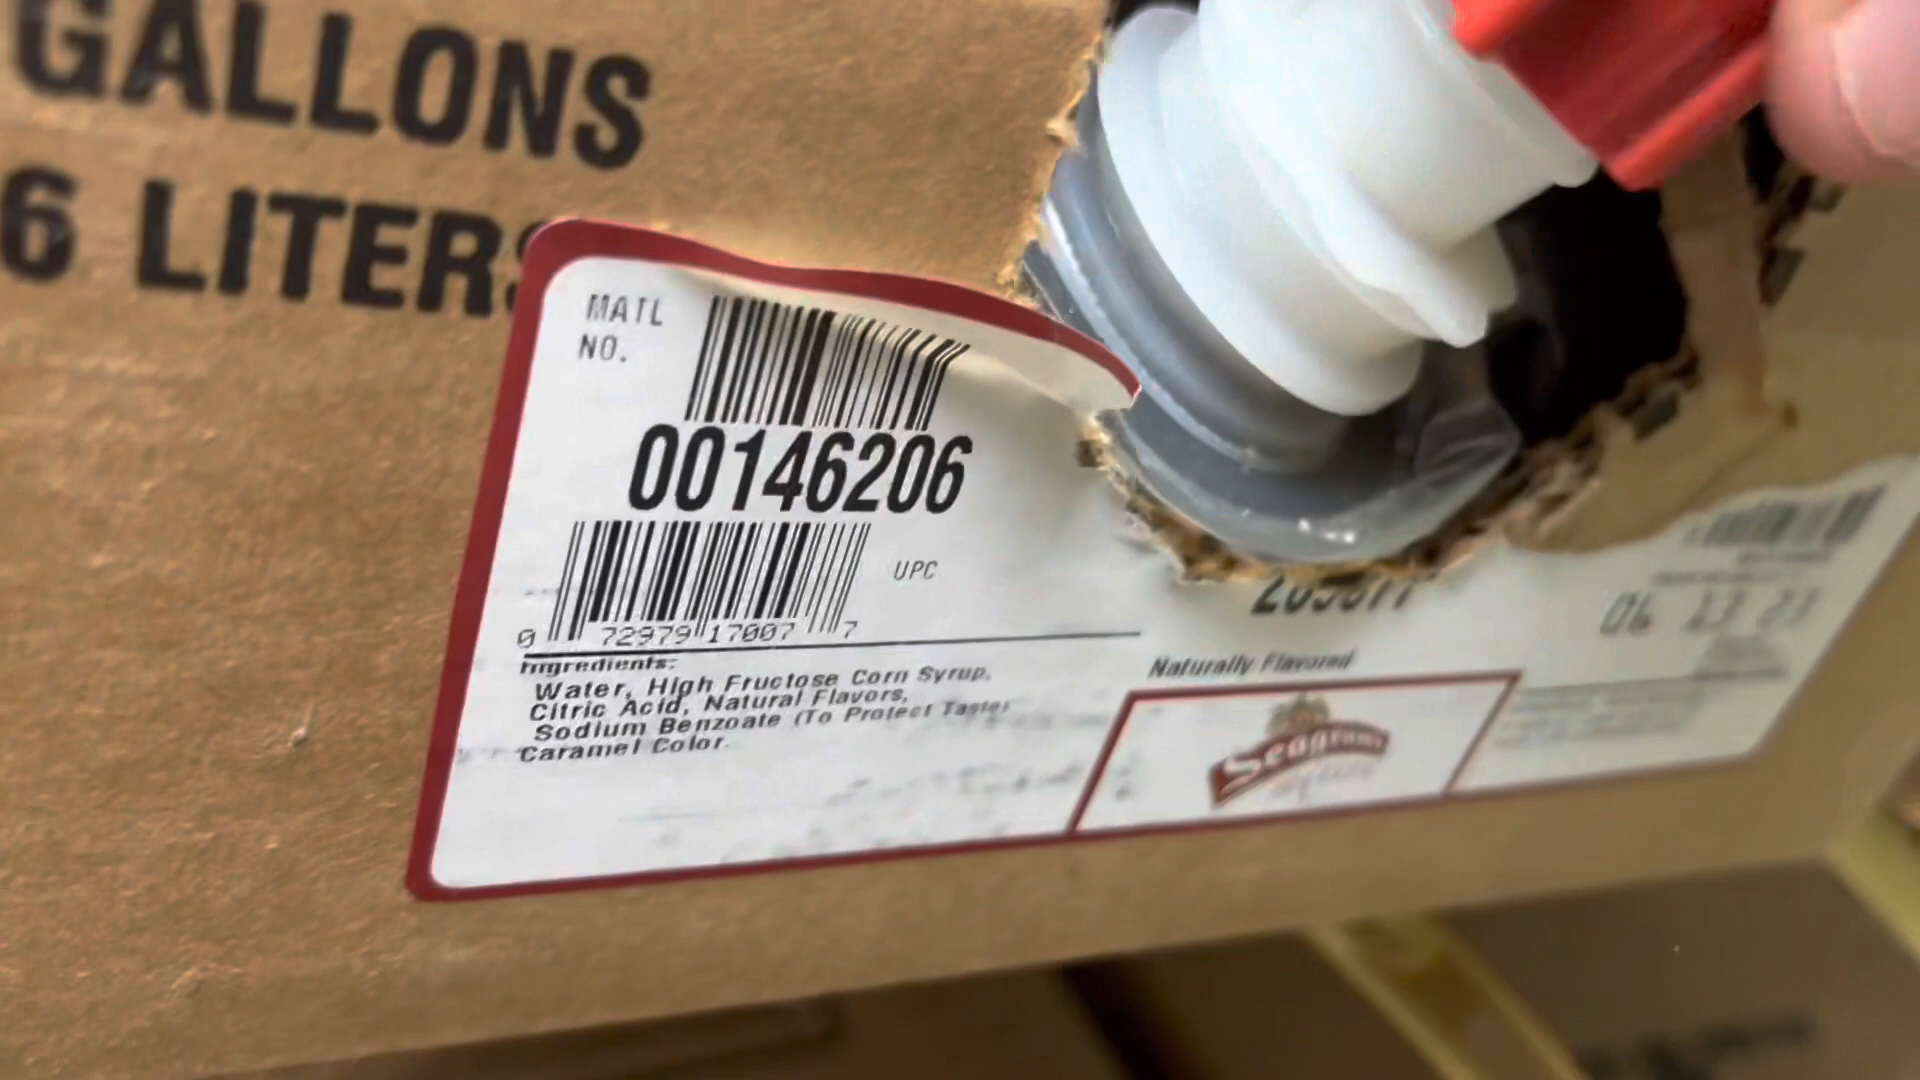 GALLONS
6 LITERS
MATL
NO.
00146206
UPC
0 72979 17007 7
Ingredients:
Water, High Fructose Corn Syrup,
Citric Acid, Natural Flavors,
Sodium Benzoate (To Protect Taste)
Caramel Color.
Naturally Flavored
Seagram's